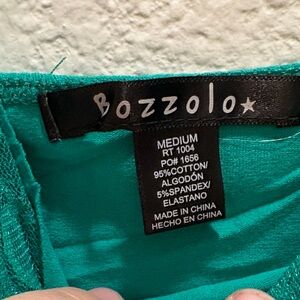 Bozzolo
MEDIUM
RT 1004
PO# 1656
95%COTTON/
ALGODÓN
5%SPANDEX/
ELASTANO
MADE IN CHINA
HECHO EN CHINA